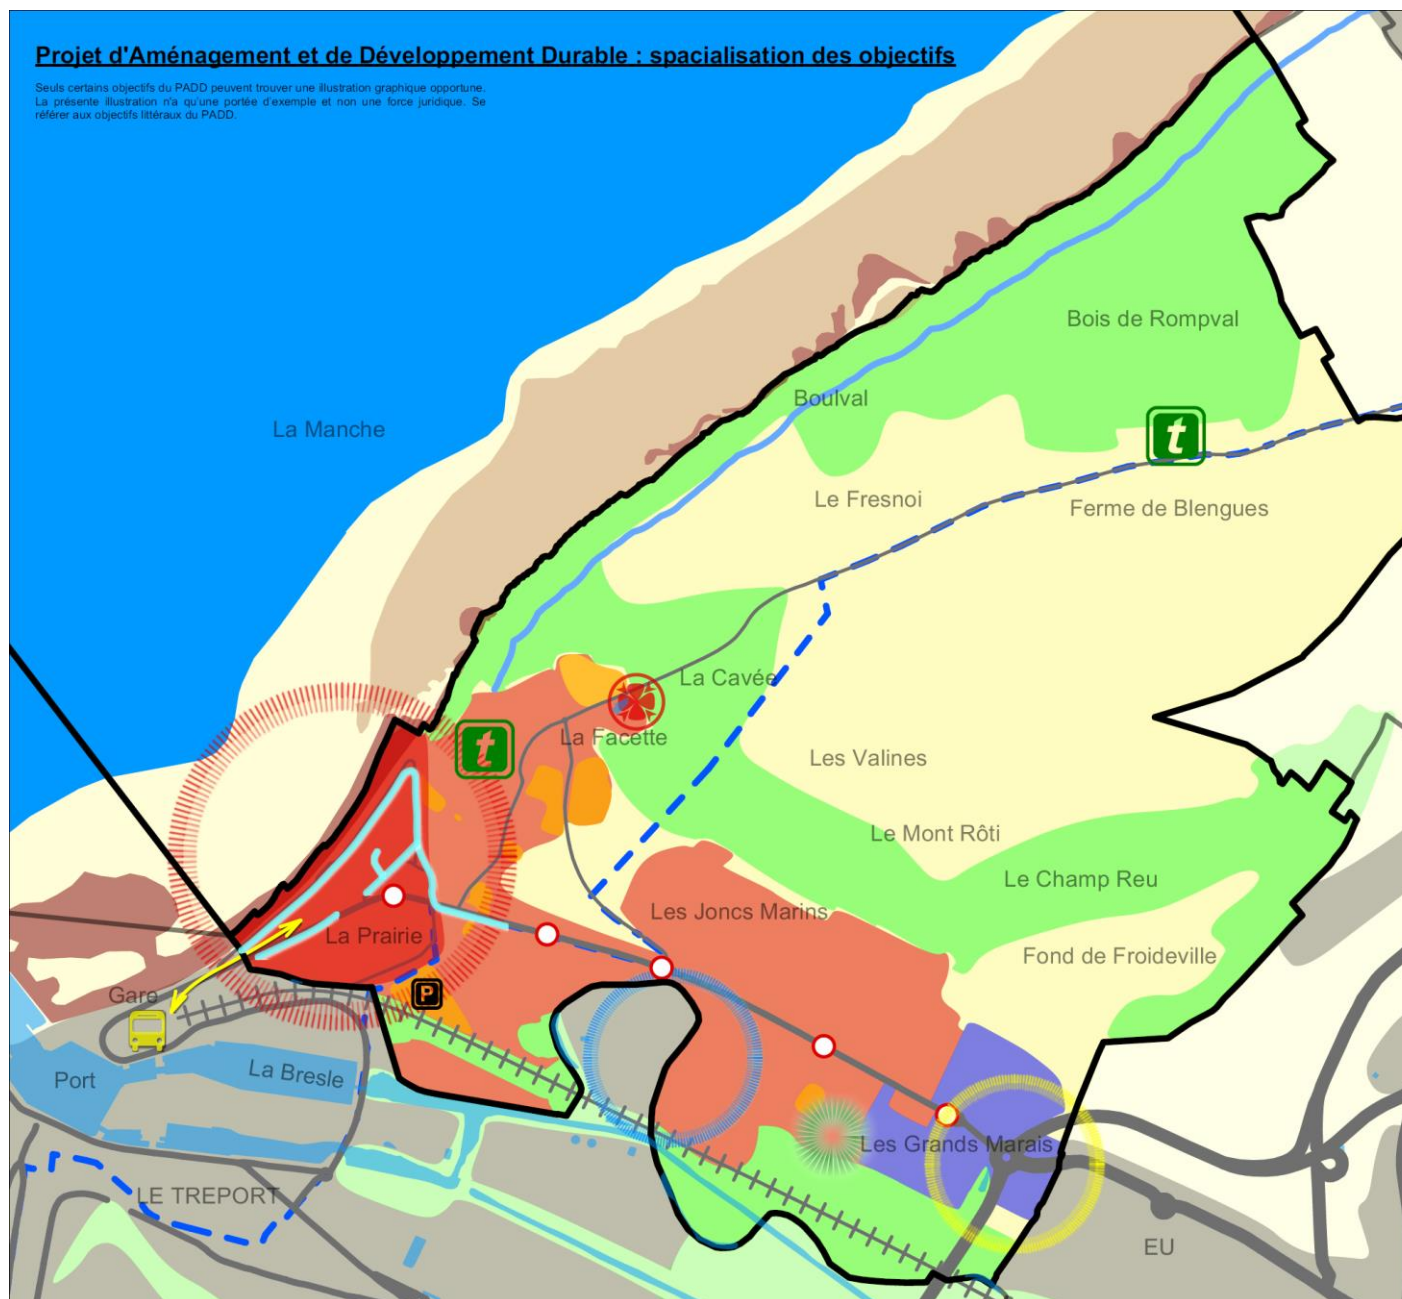 Projet d'Aménagement et de Développement Durable : spacialisation des objectifs
Seuls certains objectifs du PADD peuvent trouver une illustration graphique opportune.
La présente illustration n'a qu'une portée d'exemple et non une force juridique. Se
référer aux objectifs littéraux du PADD.
Bois de Rompval
Boulval
La Manche
t
Le Fresnoi
Ferme de Blengues
La Cavée
La Facette
t
Les Valines
Le Mont Rôti
Le Champ Reu
Les Joncs Marins
La Prairie
Fond de Froideville
Gare
P
Port
La Bresle
Les Grands Marais
LE TREPORT
EU